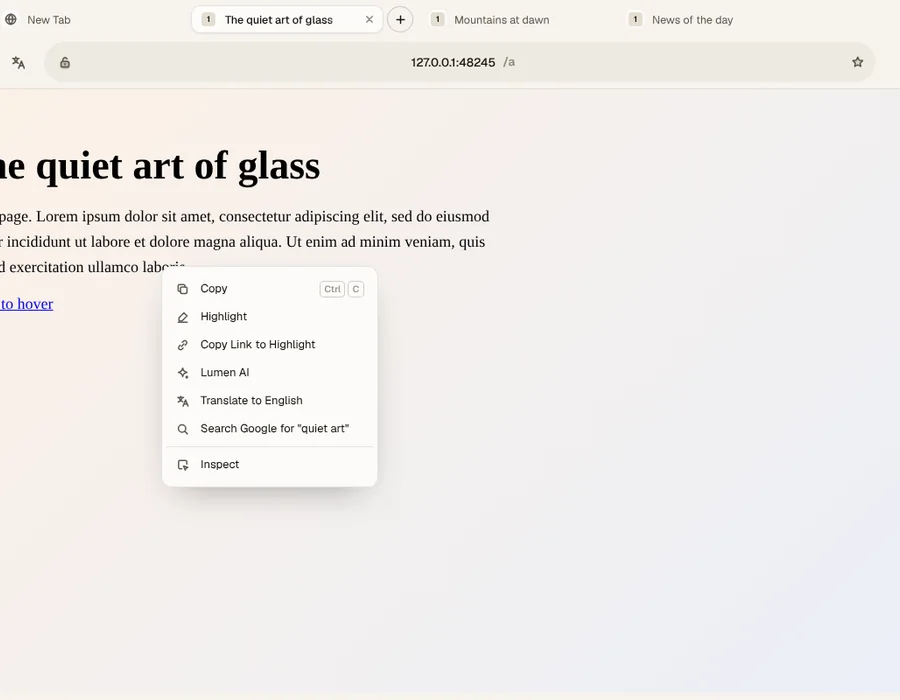 New Tab
1 The quiet art of glass
1 Mountains at dawn
1 News of the day
127.0.0.1:48245 /a
quiet art of glass
page. Lorem ipsum dolor sit amet, consectetur adipiscing elit, sed do eiusmod
incididunt ut labore et dolore magna aliqua. Ut enim ad minim veniam, quis
exercitation ullamco laboris
to hover
Copy Ctrl C
Highlight
Copy Link to Highlight
Lumen AI
Translate to English
Search Google for "quiet art"
Inspect